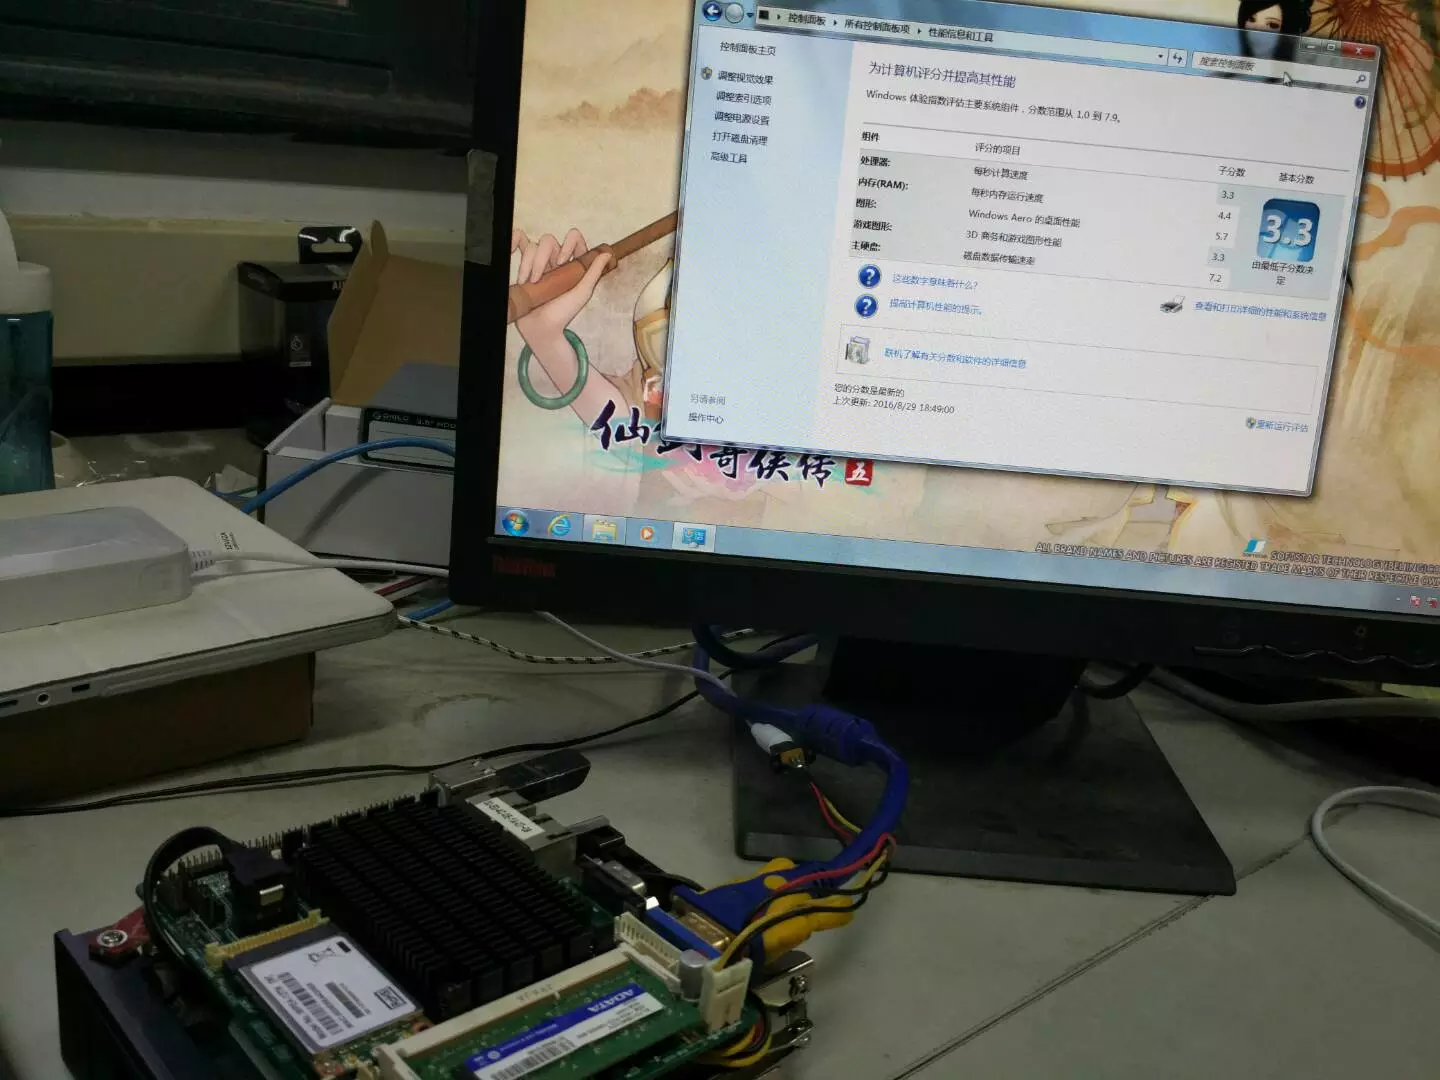 控制面板 ▸ 所有控制面板项 ▸ 性能信息和工具
搜索控制面板
控制面板主页
调整视觉效果
调整索引选项
调整电源设置
打开磁盘清理
高级工具
为计算机评分并提高其性能
Windows 体验指数评估主要系统组件，分数范围从 1.0 到 7.9。
组件 评分的项目 子分数 基本分数
处理器: 每秒计算速度 3.3
内存(RAM): 每秒内存运行速度 4.4
图形: Windows Aero 的桌面性能 5.7
游戏图形: 3D 商务和游戏图形性能 3.3
主硬盘: 磁盘数据传输速率 7.2
3.3
由最低子分数决
定
这些数字意味着什么?
提高计算机性能的提示。
查看和打印详细的性能和系统信息
联机了解有关分数和软件的详细信息
您的分数是最新的
上次更新: 2016/8/29 18:49:00
重新运行评估
另请参阅
操作中心
仙剑奇侠传 五
SOFTSTAR TECHNOLOGY(BEIJING)CO
ALL BRAND NAMES AND PICTURES ARE REGISTED TRADE MARKS OF THEIR RESPECTIVE OWN
ThinkVision
ORICO
ADATA